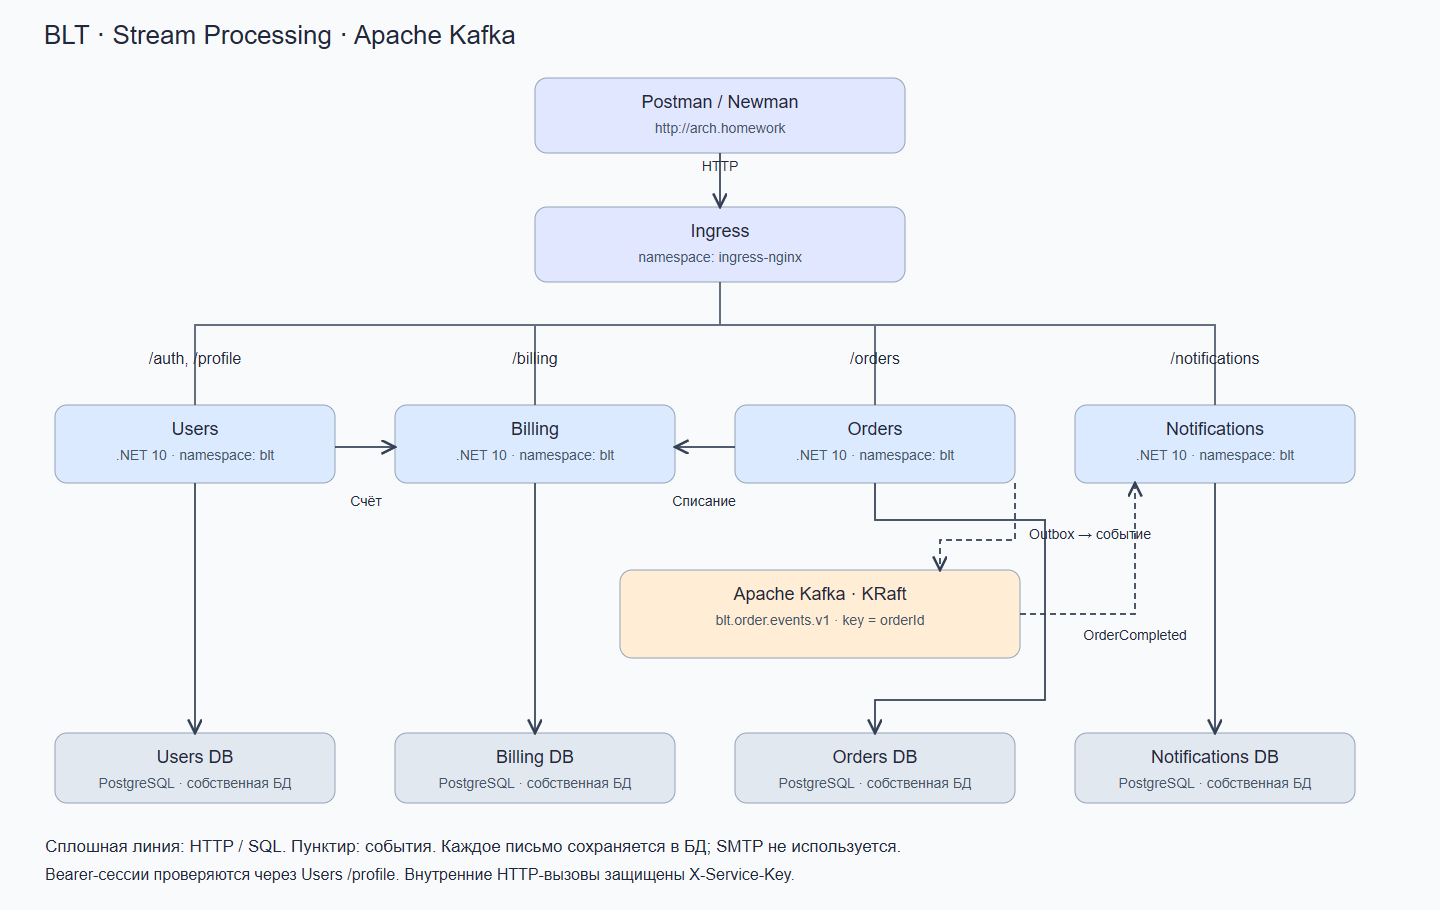 BLT · Stream Processing · Apache Kafka
Postman / Newman
http://arch.homework
HTTP
Ingress
namespace: ingress-nginx
/auth, /profile
/billing
/orders
/notifications
Users
.NET 10 · namespace: blt
Billing
.NET 10 · namespace: blt
Orders
.NET 10 · namespace: blt
Notifications
.NET 10 · namespace: blt
Счёт
Списание
Outbox → событие
Apache Kafka · KRaft
blt.order.events.v1 · key = orderId
OrderCompleted
Users DB
PostgreSQL · собственная БД
Billing DB
PostgreSQL · собственная БД
Orders DB
PostgreSQL · собственная БД
Notifications DB
PostgreSQL · собственная БД
Сплошная линия: HTTP / SQL. Пунктир: события. Каждое письмо сохраняется в БД; SMTP не используется.
Bearer-сессии проверяются через Users /profile. Внутренние HTTP-вызовы защищены X-Service-Key.